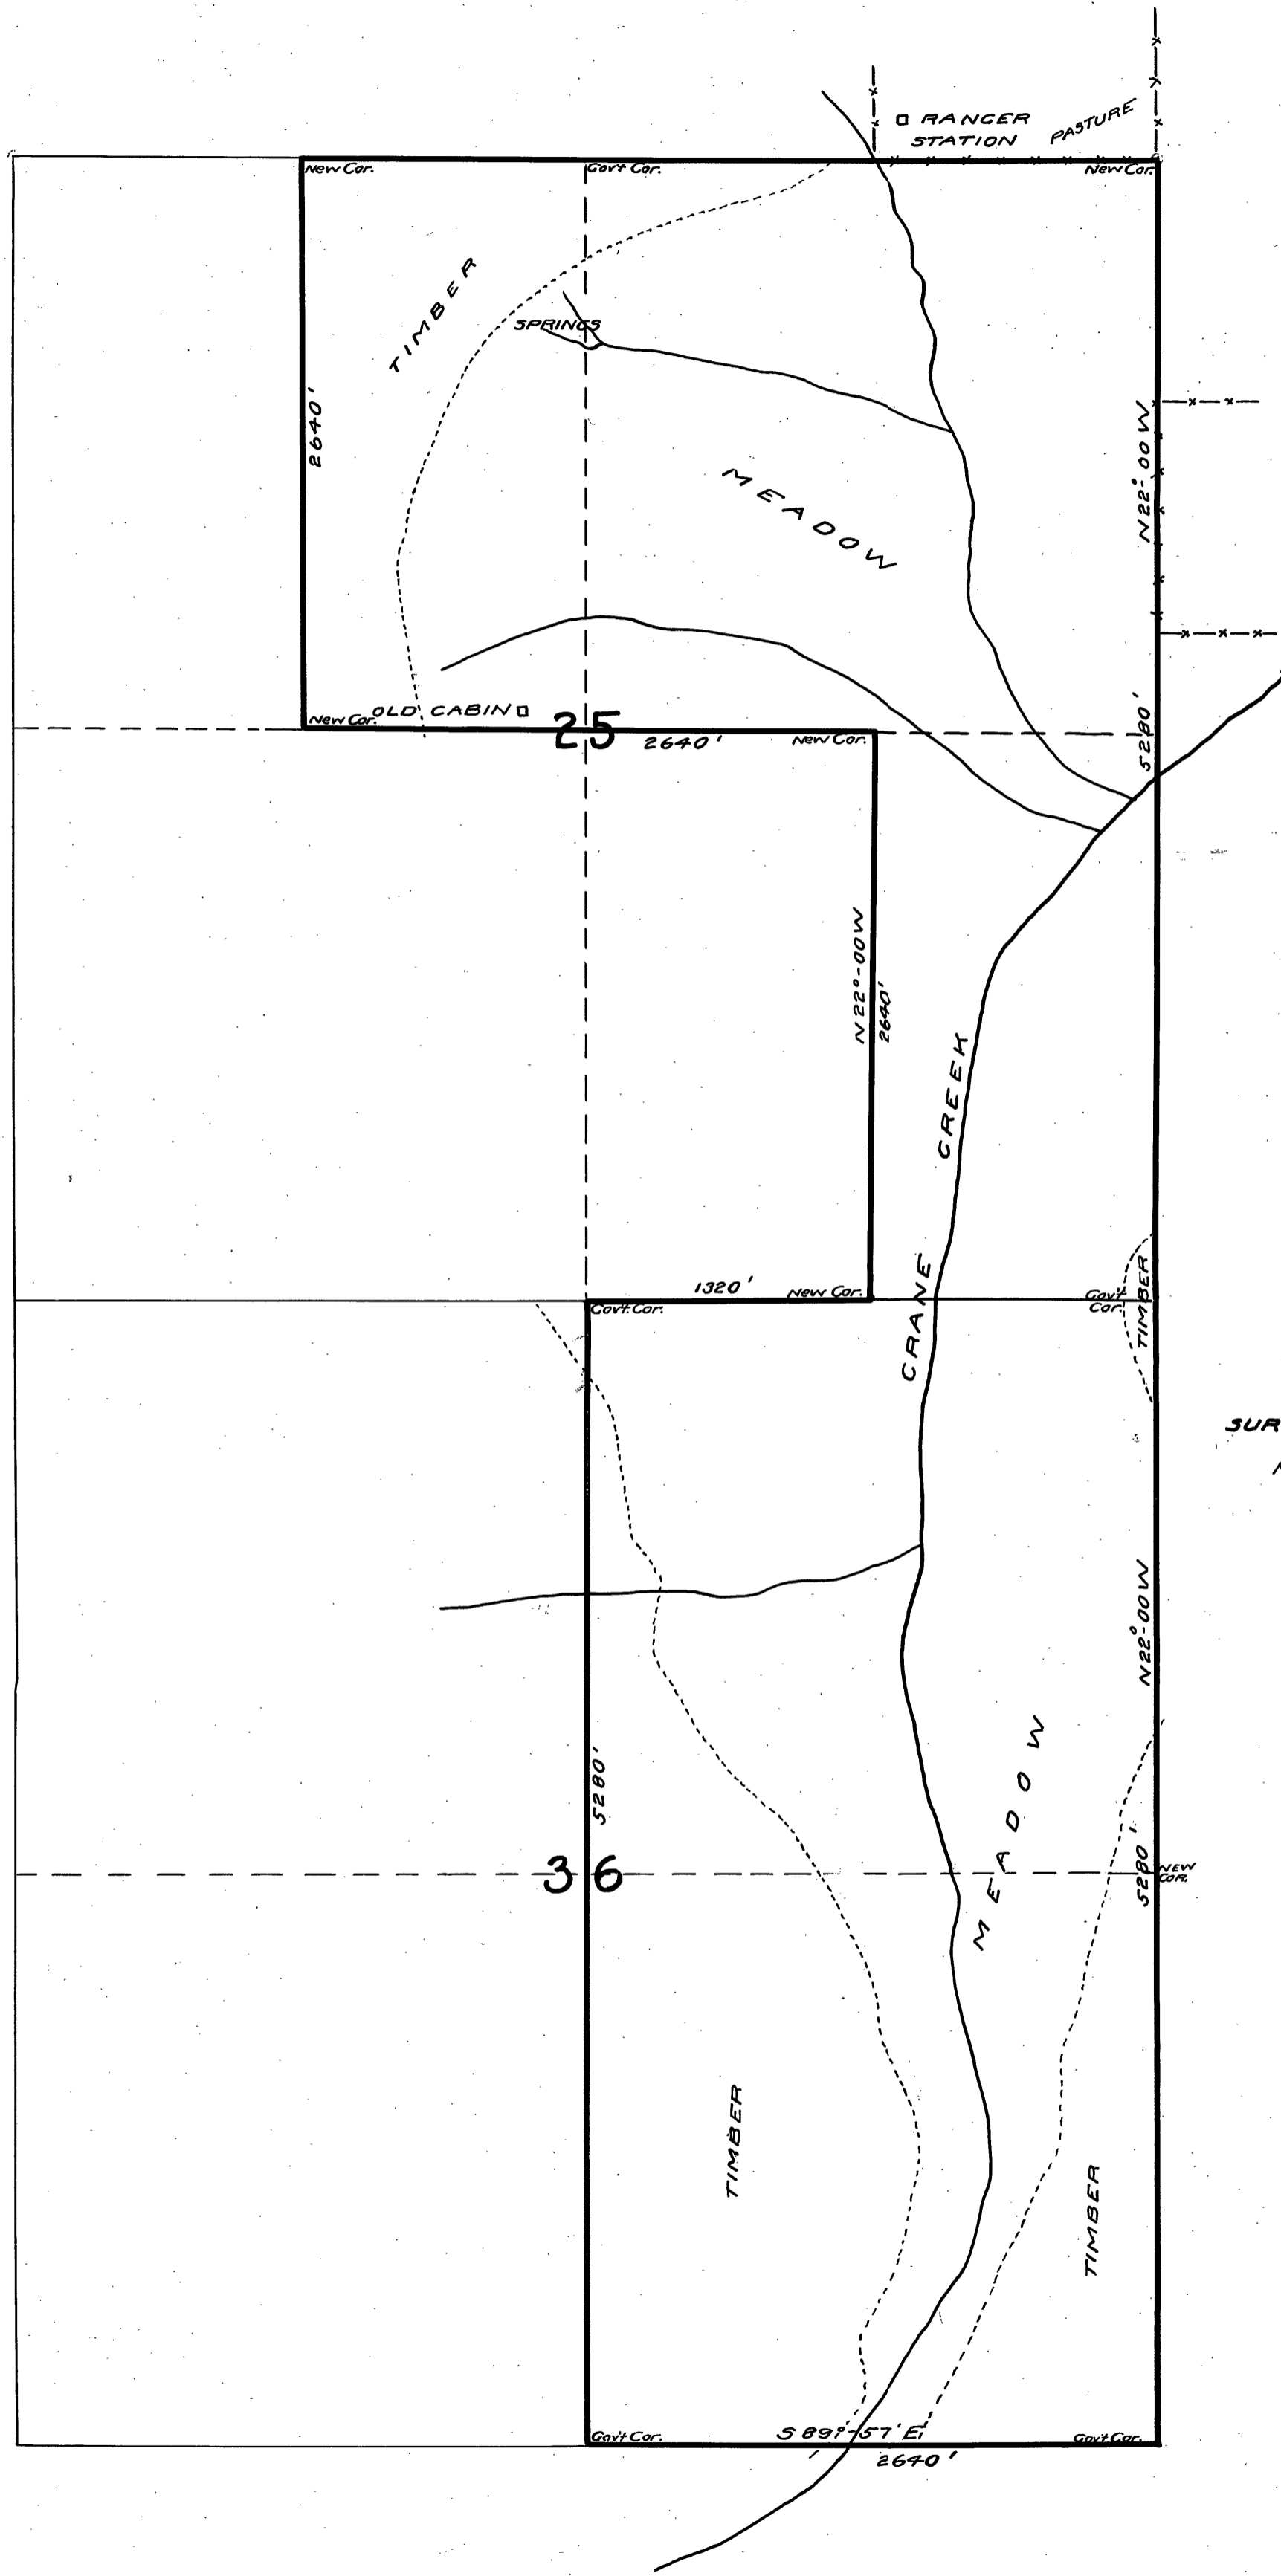 RANGER
STATION
PASTURE
New Cor.
Gov't Cor.
New Cor.
TIMBER
SPRINGS
2640'
N22°00W
MEADOW
5280'
New Cor.
OLD CABIN
25
2640'
New Cor.
N22°-00W
2640'
CRANE CREEK
1320'
New Cor.
Gov't
Cor.
TIMBER
Gov't Cor.
SUR
N22°-00W
5280'
MEADOW
36
5280'
NEW
COR.
TIMBER
TIMBER
Gov't Cor.
S 89°-57' E
Gov't Cor.
2640'